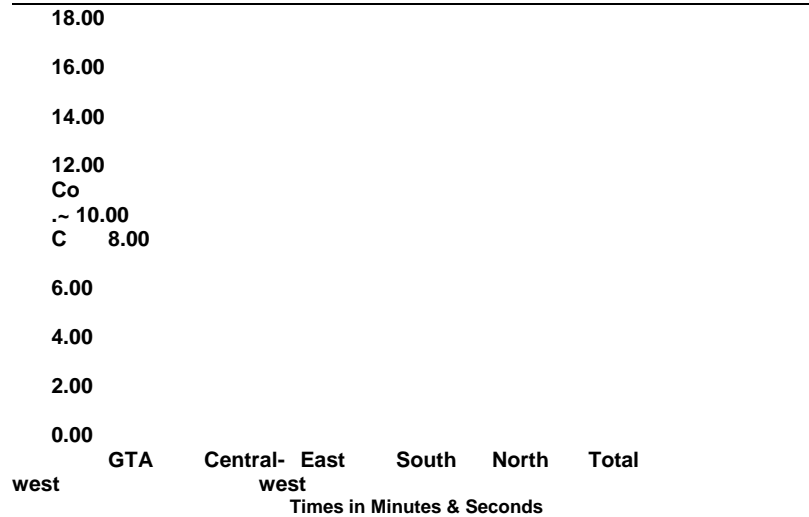 18.00
16.00
14.00
12.00
Co
.~ 10.00
C 8.00
6.00
4.00
2.00
0.00
GTA Central- East South North Total
west west
Times in Minutes & Seconds